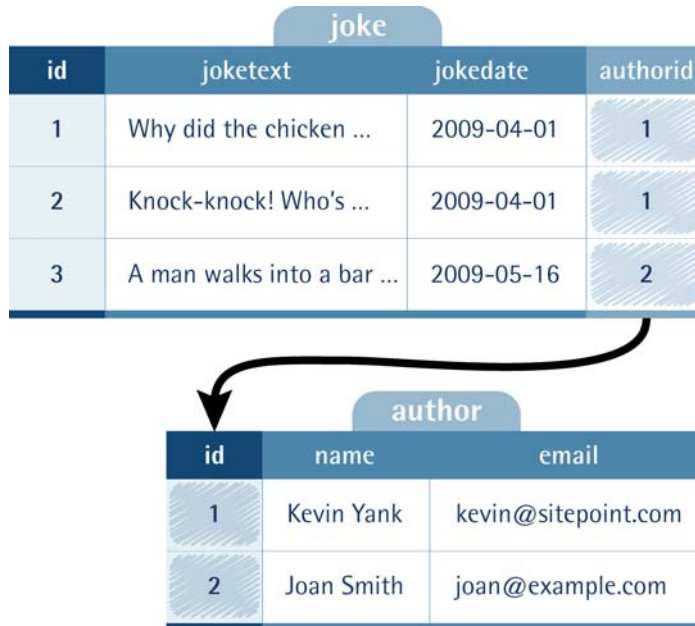 joke
id joketext jokedate authorid
1 Why did the chicken ... 2009-04-01 1
2 Knock-knock! Who's ... 2009-04-01 1
3 A man walks into a bar ... 2009-05-16 2
author
id name email
1 Kevin Yank kevin@sitepoint.com
2 Joan Smith joan@example.com